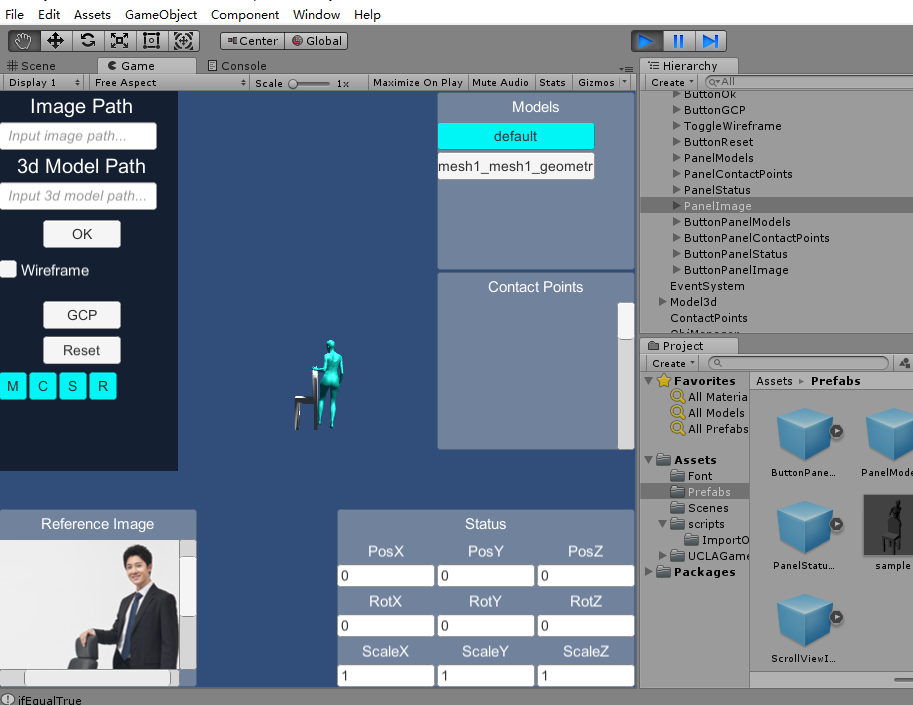 File Edit Assets GameObject Component Window Help
Center Global
Scene Game Console
Display 1 Free Aspect Scale 1x Maximize On Play Mute Audio Stats Gizmos
Image Path
Input image path...
3d Model Path
Input 3d model path...
OK
Wireframe
GCP
Reset
M C S R
Models
default
mesh1_mesh1_geometr
Contact Points
Reference Image
Status
PosX PosY PosZ
0 0 0
RotX RotY RotZ
0 0 0
ScaleX ScaleY ScaleZ
1 1 1
ifEqualTrue
Hierarchy
Create All
ButtonOk
ButtonGCP
ToggleWireframe
ButtonReset
PanelModels
PanelContactPoints
PanelStatus
PanelImage
ButtonPanelModels
ButtonPanelContactPoints
ButtonPanelStatus
ButtonPanelImage
EventSystem
Model3d
ContactPoints
Project
Create
Favorites
All Materia
All Models
All Prefabs
Assets
Font
Prefabs
Scenes
scripts
ImportO
UCLAGame
Packages
Assets Prefabs
ButtonPane... PanelMode
PanelStatu... sample
ScrollViewI...